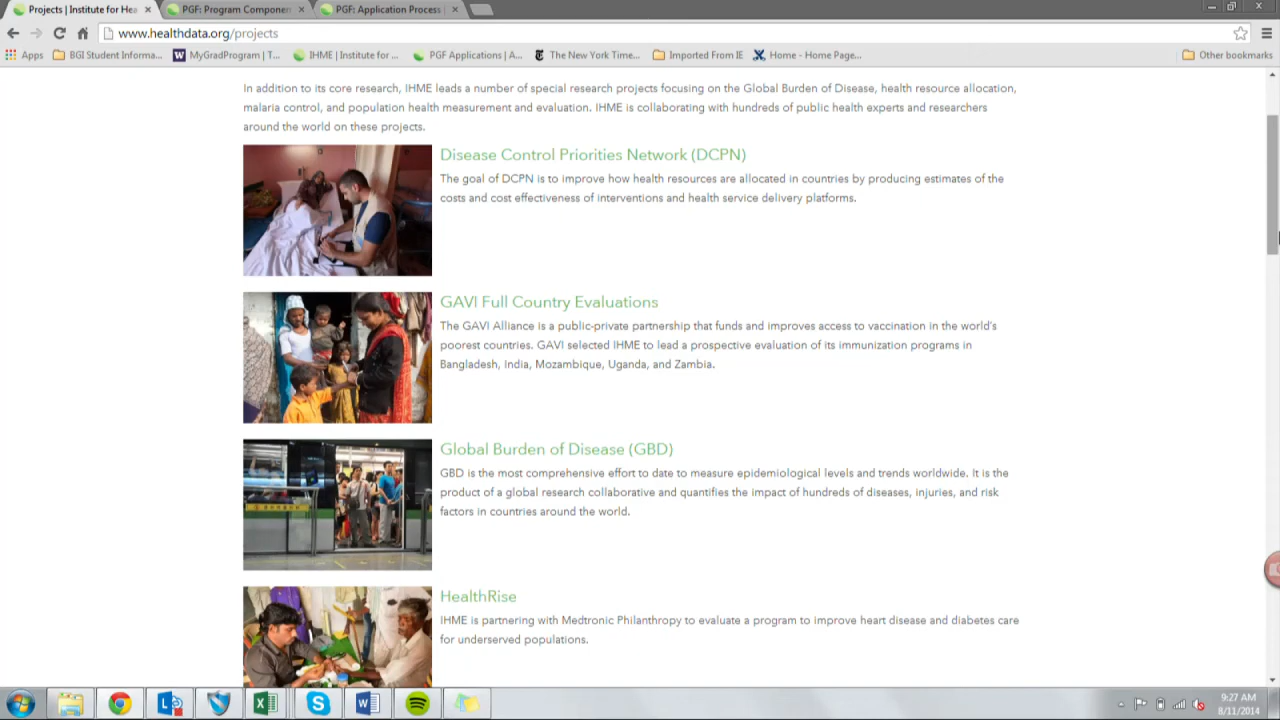 Projects | Institute for Hea
PGF: Program Componen
PGF: Application Process |
www.healthdata.org/projects
Apps
BGI Student Informa...
MyGradProgram | T...
IHME | Institute for ...
PGF Applications | A...
The New York Time...
Imported From IE
Home - Home Page...
Other bookmarks
In addition to its core research, IHME leads a number of special research projects focusing on the Global Burden of Disease, health resource allocation,
malaria control, and population health measurement and evaluation. IHME is collaborating with hundreds of public health experts and researchers
around the world on these projects.
Disease Control Priorities Network (DCPN)
The goal of DCPN is to improve how health resources are allocated in countries by producing estimates of the
costs and cost effectiveness of interventions and health service delivery platforms.
GAVI Full Country Evaluations
The GAVI Alliance is a public-private partnership that funds and improves access to vaccination in the world's
poorest countries. GAVI selected IHME to lead a prospective evaluation of its immunization programs in
Bangladesh, India, Mozambique, Uganda, and Zambia.
Global Burden of Disease (GBD)
GBD is the most comprehensive effort to date to measure epidemiological levels and trends worldwide. It is the
product of a global research collaborative and quantifies the impact of hundreds of diseases, injuries, and risk
factors in countries around the world.
HealthRise
IHME is partnering with Medtronic Philanthropy to evaluate a program to improve heart disease and diabetes care
for underserved populations.
9:27 AM
8/11/2014